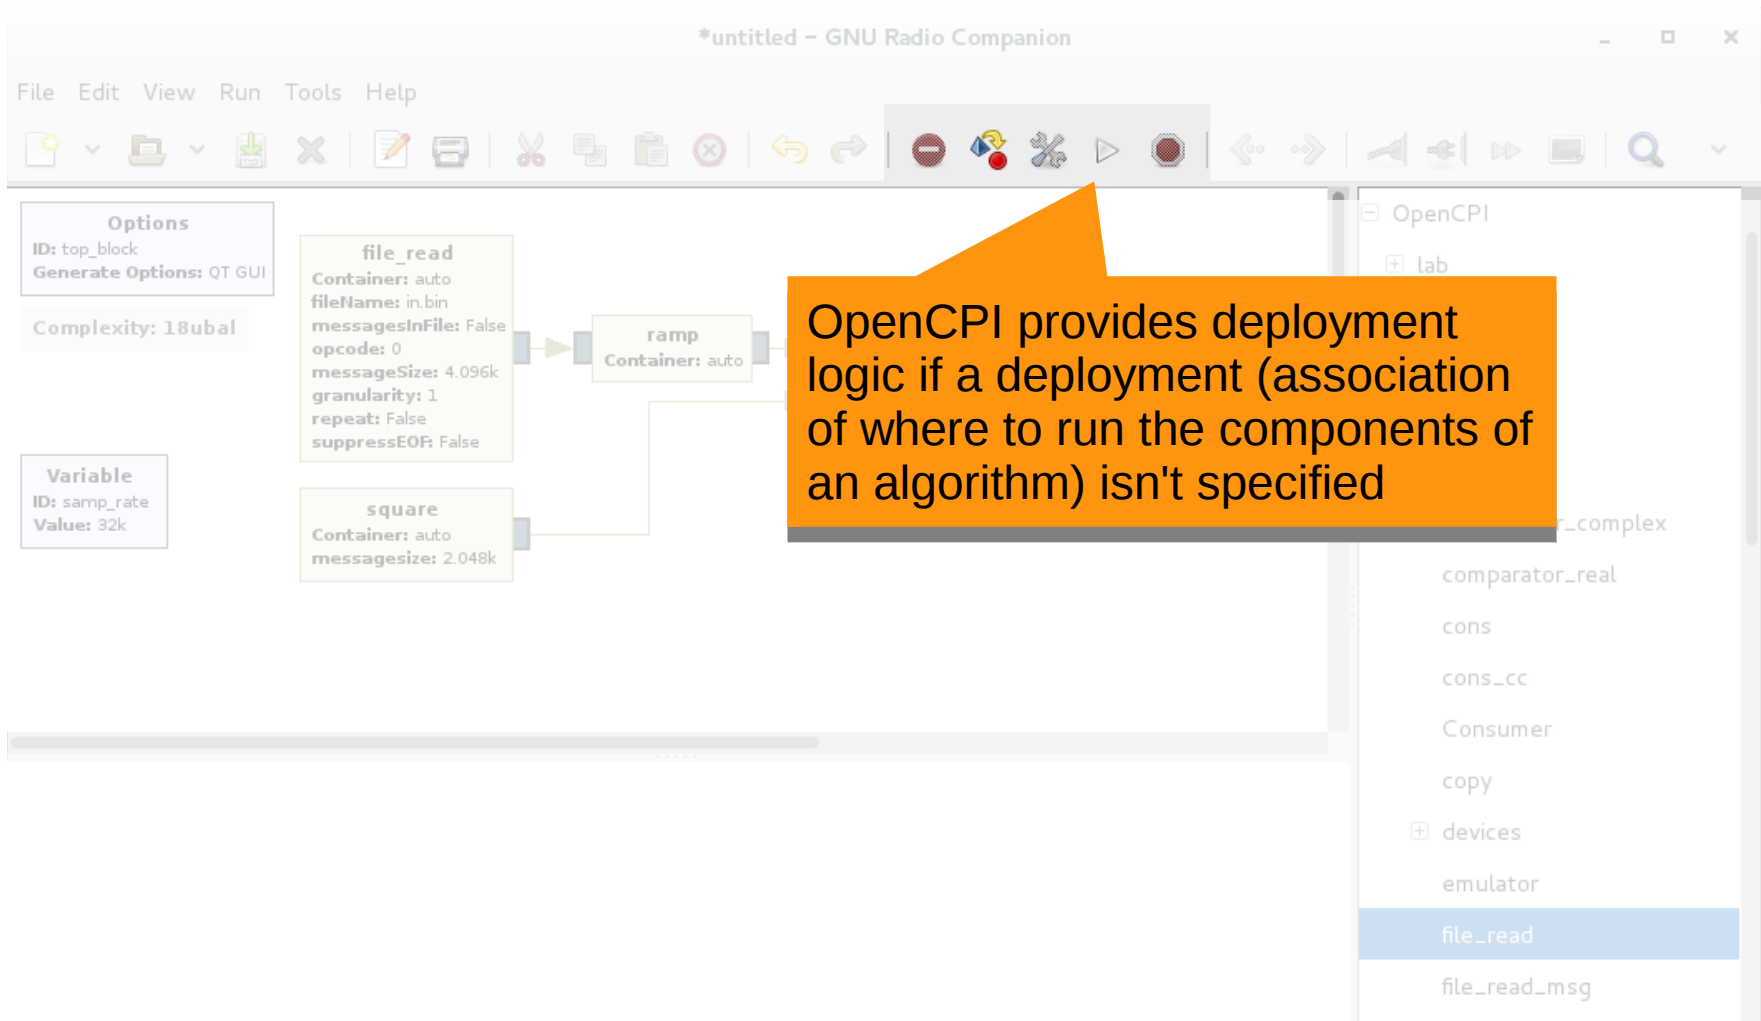 *untitled – GNU Radio Companion
File Edit View Run Tools Help
Options
ID: top_block
Generate Options: QT GUI
Complexity: 18ubal
Variable
ID: samp_rate
Value: 32k
file_read
Container: auto
fileName: in.bin
messagesInFile: False
opcode: 0
messageSize: 4.096k
granularity: 1
repeat: False
suppressEOF: False
square
Container: auto
messagesize: 2.048k
ramp
Container: auto
OpenCPI provides deployment
logic if a deployment (association
of where to run the components of
an algorithm) isn't specified
OpenCPI
lab
r_complex
comparator_real
cons
cons_cc
Consumer
copy
devices
emulator
file_read
file_read_msg